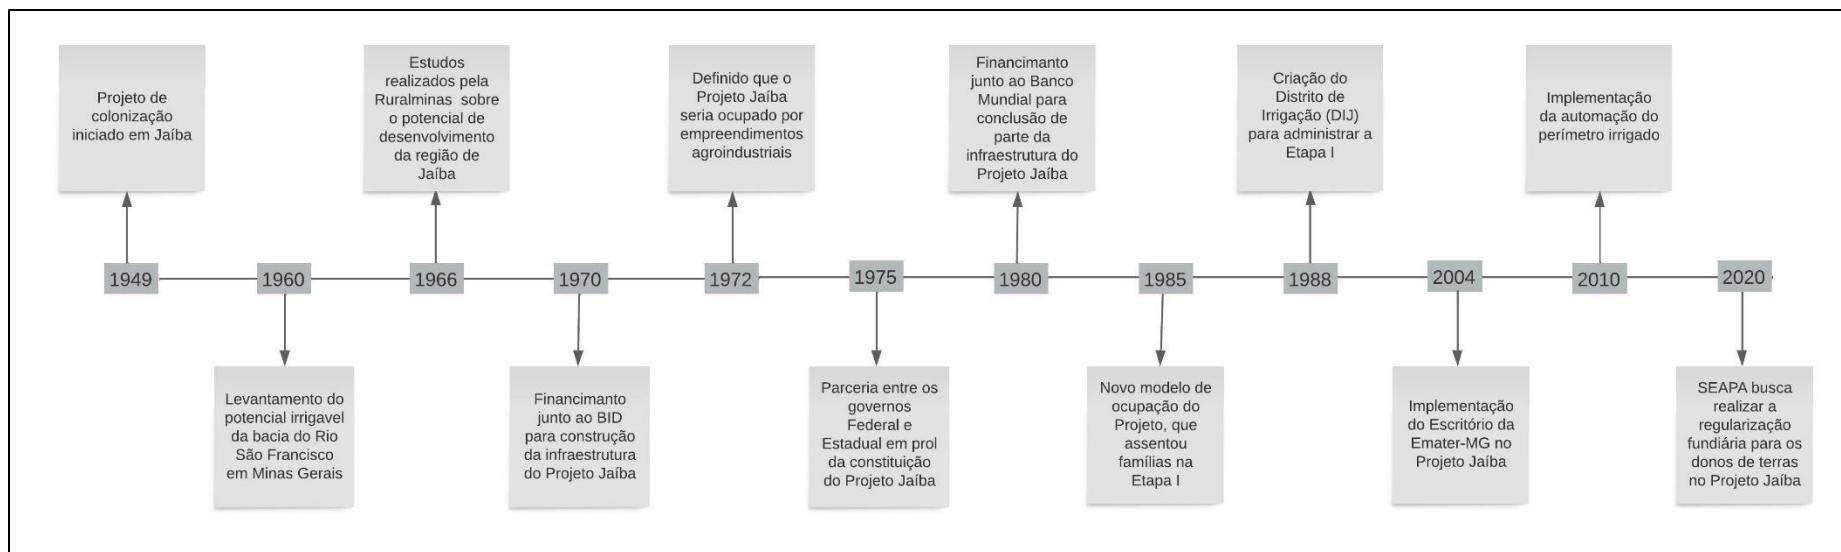 Projeto de
colonização
iniciado em Jaíba
Estudos
realizados pela
Ruralminas sobre
o potencial de
desenvolvimento
da região de
Jaíba
Definido que o
Projeto Jaíba
seria ocupado por
empreendimentos
agroindustriais
Financimanto
junto ao Banco
Mundial para
conclusão de
parte da
infraestrutura do
Projeto Jaíba
Criação do
Distrito de
Irrigação (DIJ)
para administrar a
Etapa I
Implementação
da automação do
perímetro irrigado
1949
1960
1966
1970
1972
1975
1980
1985
1988
2004
2010
2020
Levantamento do
potencial irrigavel
da bacia do Rio
São Francisco
em Minas Gerais
Financimanto
junto ao BID
para construção
da infraestrutura
do Projeto Jaíba
Parceria entre os
governos
Federal e
Estadual em prol
da constituição
do Projeto Jaíba
Novo modelo de
ocupação do
Projeto, que
assentou
famílias na
Etapa I
Implementação
do Escritório da
Emater-MG no
Projeto Jaíba
SEAPA busca
realizar a
regularização
fundiária para os
donos de terras
no Projeto Jaíba